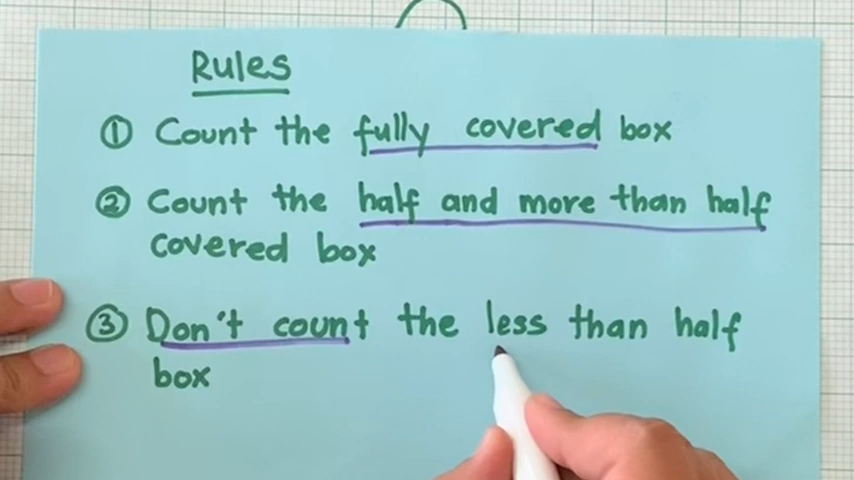 Rules
① Count the fully covered box
② Count the half and more than half
covered box
③ Don't count the less than half
box